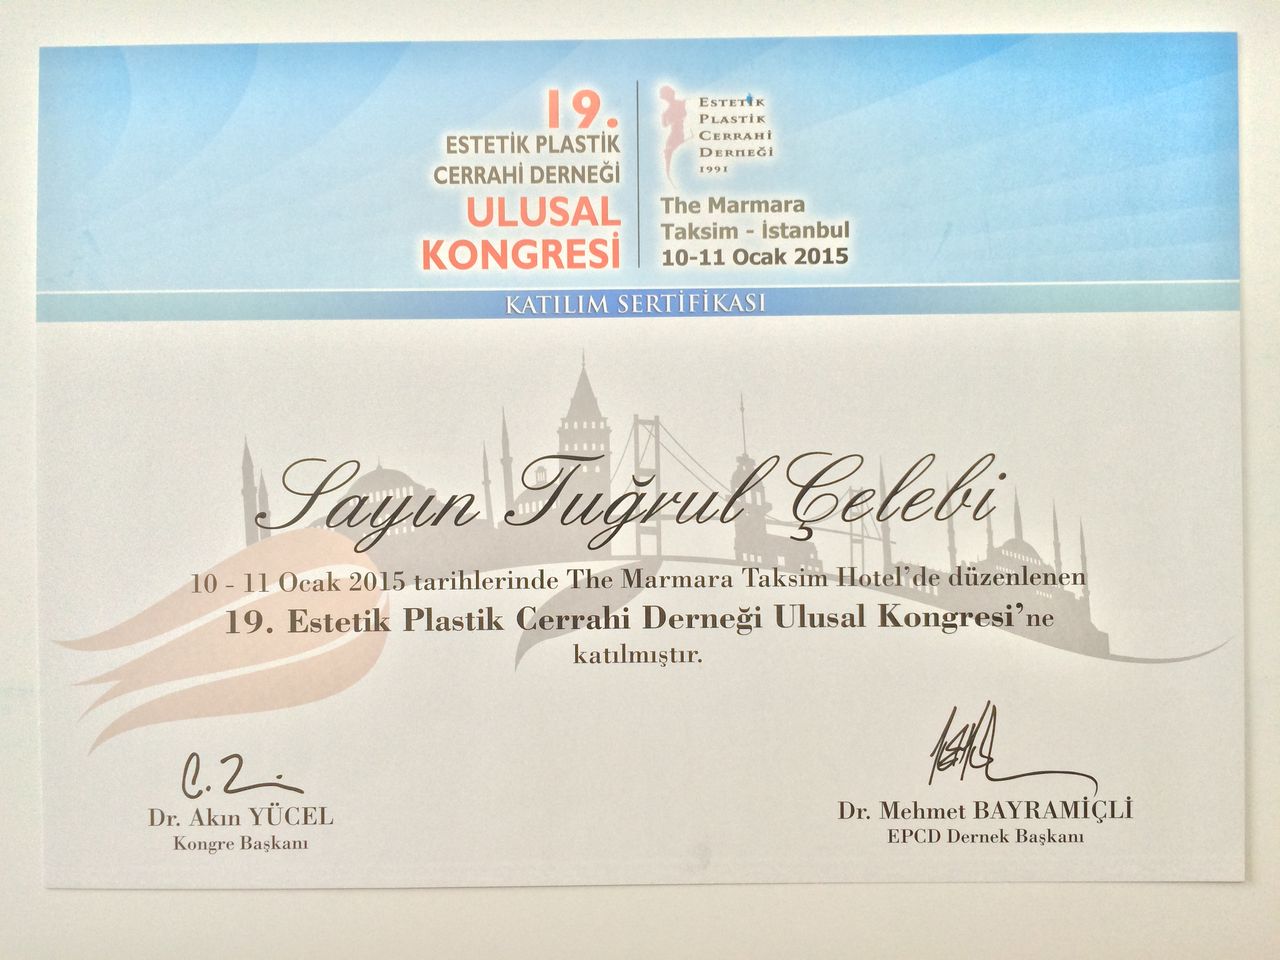 19.
ESTETİK PLASTİK
CERRAHİ DERNEĞİ
ULUSAL
KONGRESİ
ESTETİK
PLASTİK
CERRAHİ
DERNEĞİ
1991
The Marmara
Taksim - İstanbul
10-11 Ocak 2015
KATILIM SERTİFİKASI
Sayın Tuğrul Çelebi
10 - 11 Ocak 2015 tarihlerinde The Marmara Taksim Hotel'de düzenlenen
19. Estetik Plastik Cerrahi Derneği Ulusal Kongresi'ne
katılmıştır.
Dr. Akın YÜCEL
Kongre Başkanı
Dr. Mehmet BAYRAMİÇLİ
EPCD Dernek Başkanı